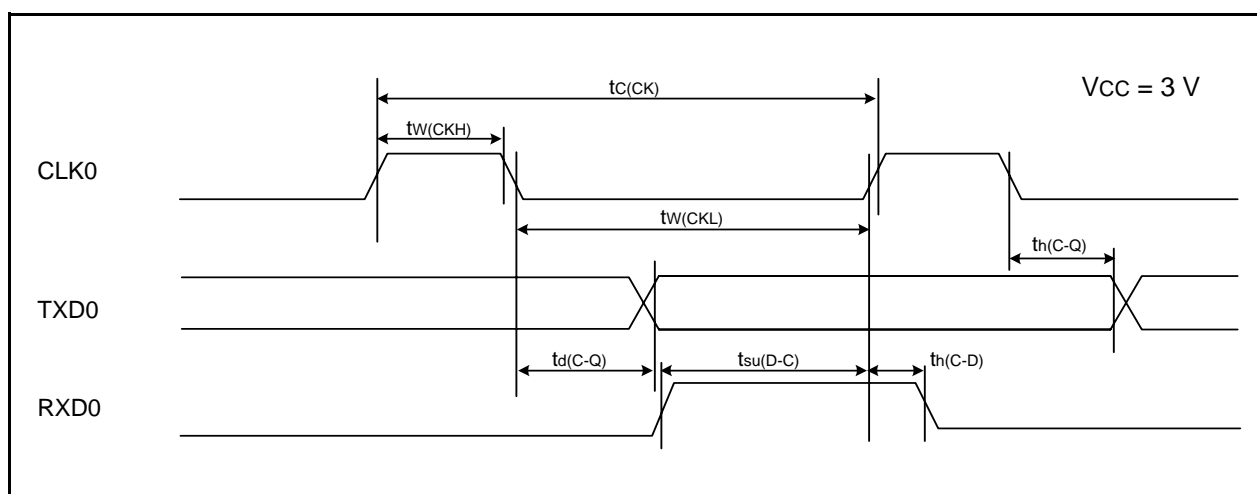 tC(CK)
VCC = 3 V
tW(CKH)
CLK0
tW(CKL)
th(C-Q)
TXD0
td(C-Q)
tsu(D-C)
th(C-D)
RXD0